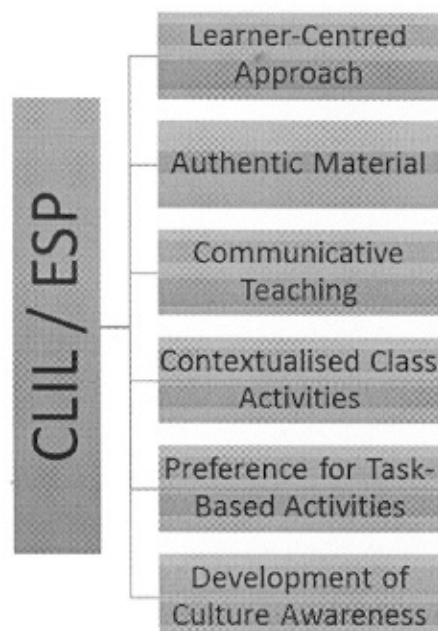 CLIL / ESP
Learner-Centred
Approach
Authentic Material
Communicative
Teaching
Contextualised Class
Activities
Preference for Task-
Based Activities
Development of
Culture Awareness